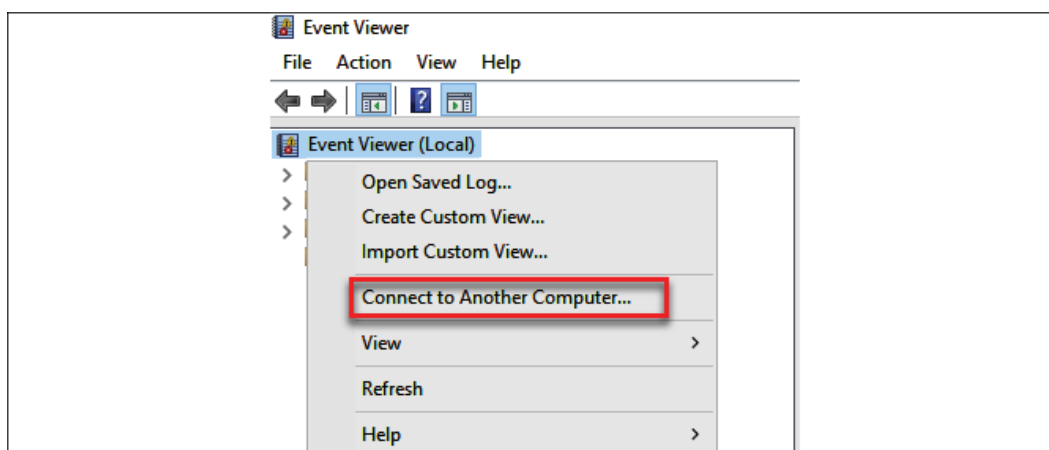 Event Viewer
File Action View Help
Event Viewer (Local)
Open Saved Log...
Create Custom View...
Import Custom View...
Connect to Another Computer...
View
Refresh
Help